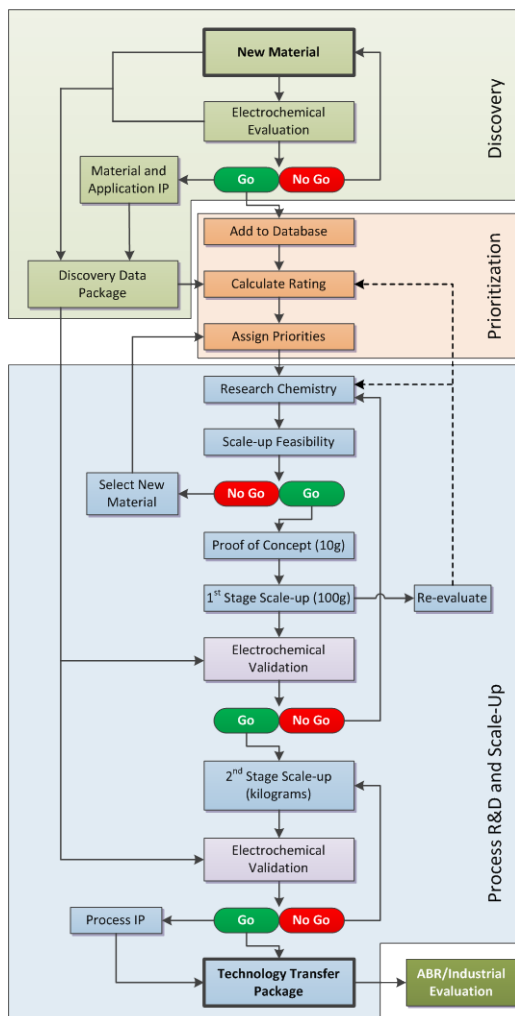 New Material
Discovery
Electrochemical
Evaluation
Material and
Application IP
Go
No Go
Add to Database
Discovery Data
Package
Calculate Rating
Prioritization
Assign Priorities
Research Chemistry
Scale-up Feasibility
Select New
Material
No Go
Go
Proof of Concept (10g)
1st Stage Scale-up (100g)
Re-evaluate
Electrochemical
Validation
Process R&D and Scale-Up
Go
No Go
2nd Stage Scale-up
(kilograms)
Electrochemical
Validation
Process IP
Go
No Go
Technology Transfer
Package
ABR/Industrial
Evaluation